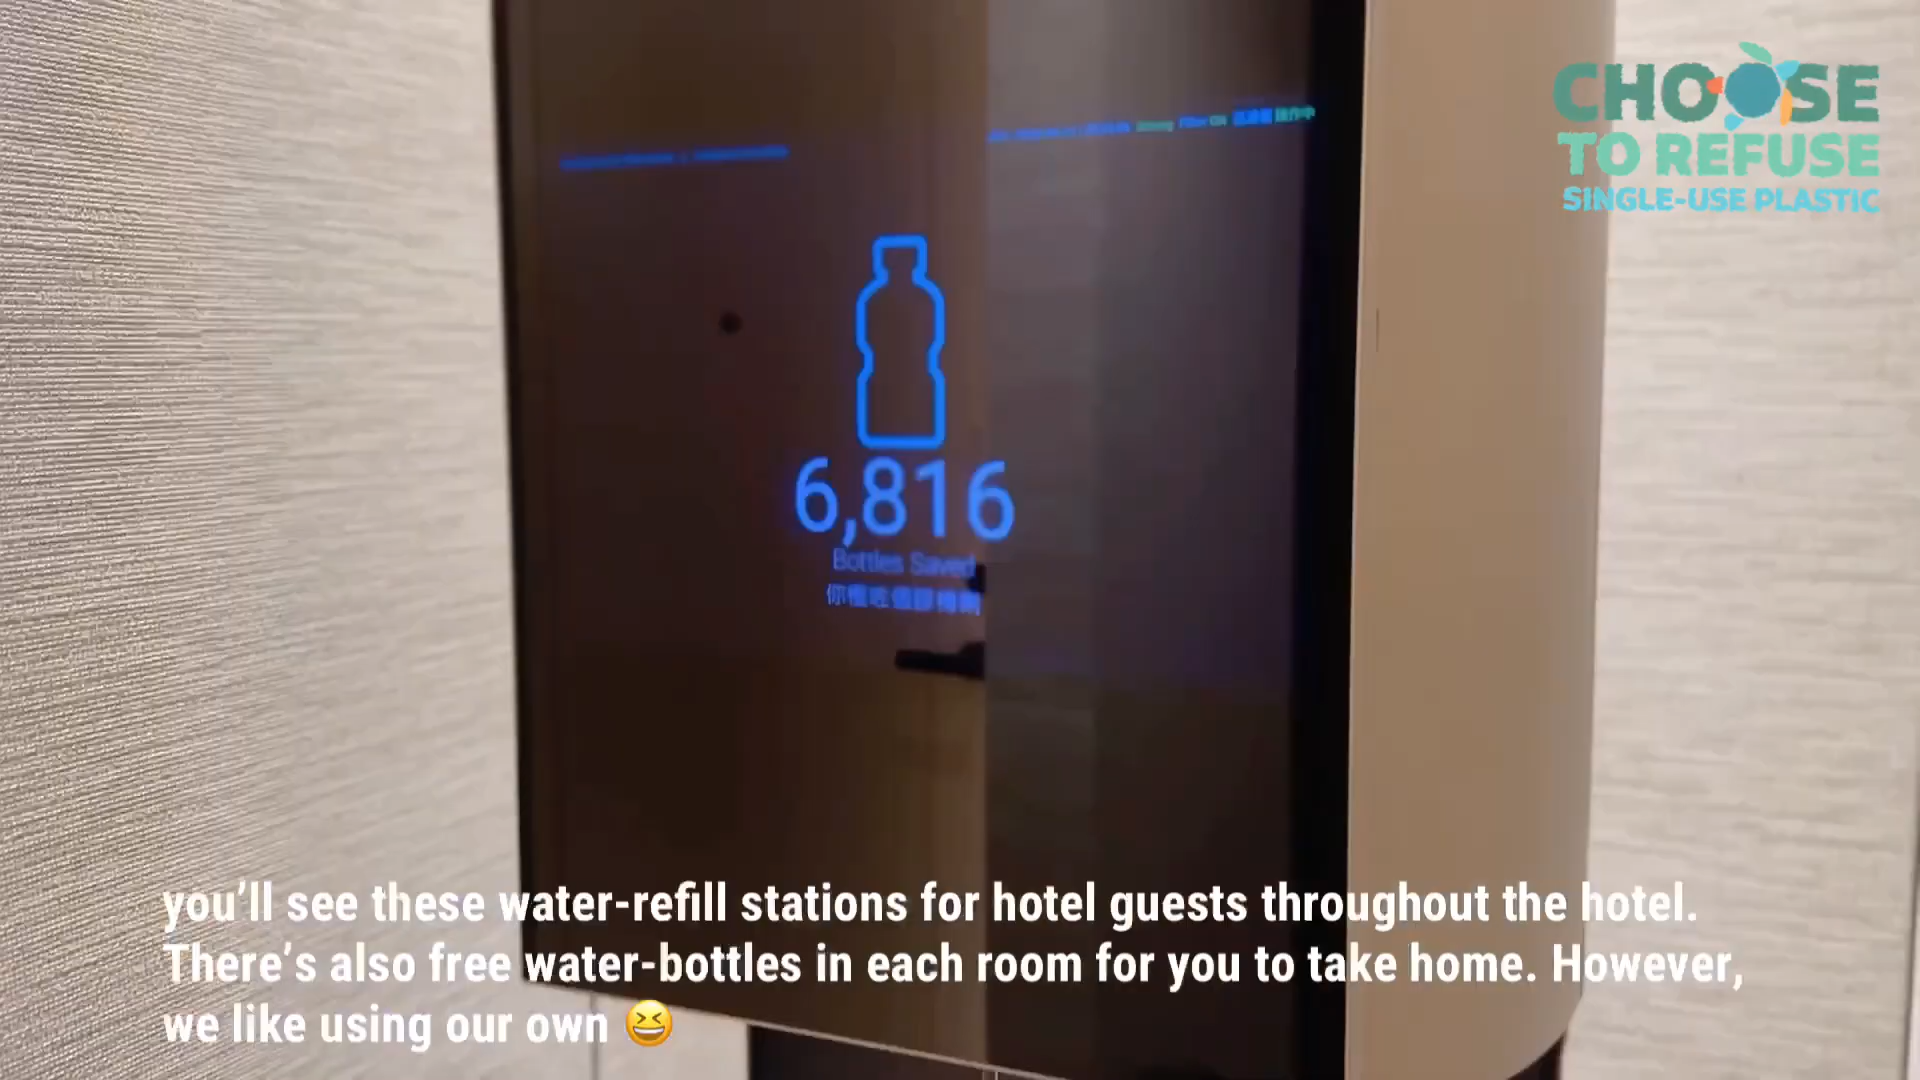 CHOOSE
TO REFUSE
SINGLE-USE PLASTIC
Filter ON
6,816
Bottles Saved
you’ll see these water-refill stations for hotel guests throughout the hotel.
There’s also free water-bottles in each room for you to take home. However,
we like using our own 😆